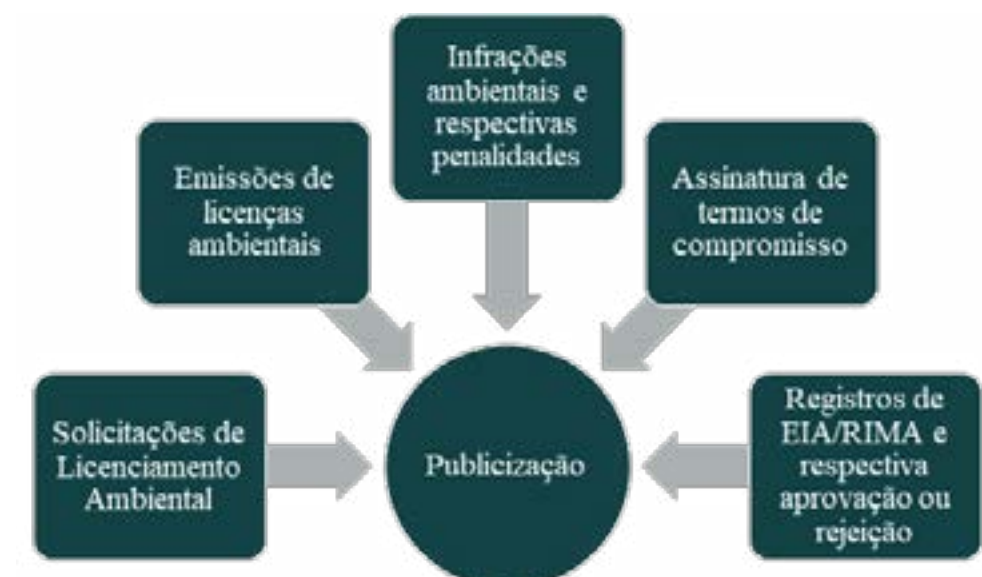 Infrações
ambientais e
respectivas
penalidades
Emissões de
licenças
ambientais
Assinatura de
termos de
compromisso
Solicitações de
Licenciamento
Ambiental
Publicização
Registros de
EIA/RIMA e
respectiva
aprovação ou
rejeição